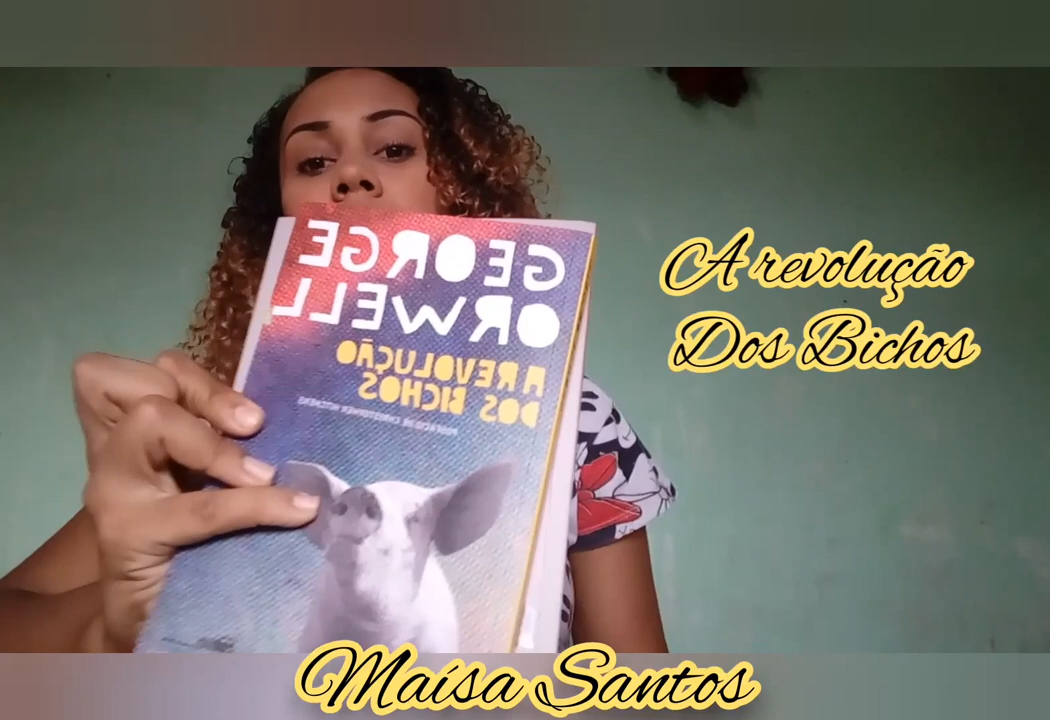 GEORGE
ORWELL
A REVOLUÇÃO
DOS BICHOS
A revolução
Dos Bichos
Maísa Santos